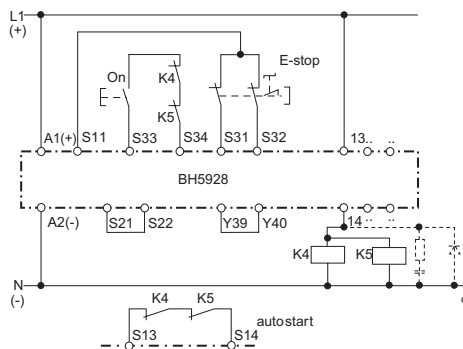 L1
(+)
On
K4
K5
E-stop
A1(+)
S11
S33
S34
S31
S32
13..
..
..
BH5928
A2(-)
S21
S22
Y39
Y40
14..
..
..
K4
K5
N
(-)
K4
K5
S13
S14
autostart